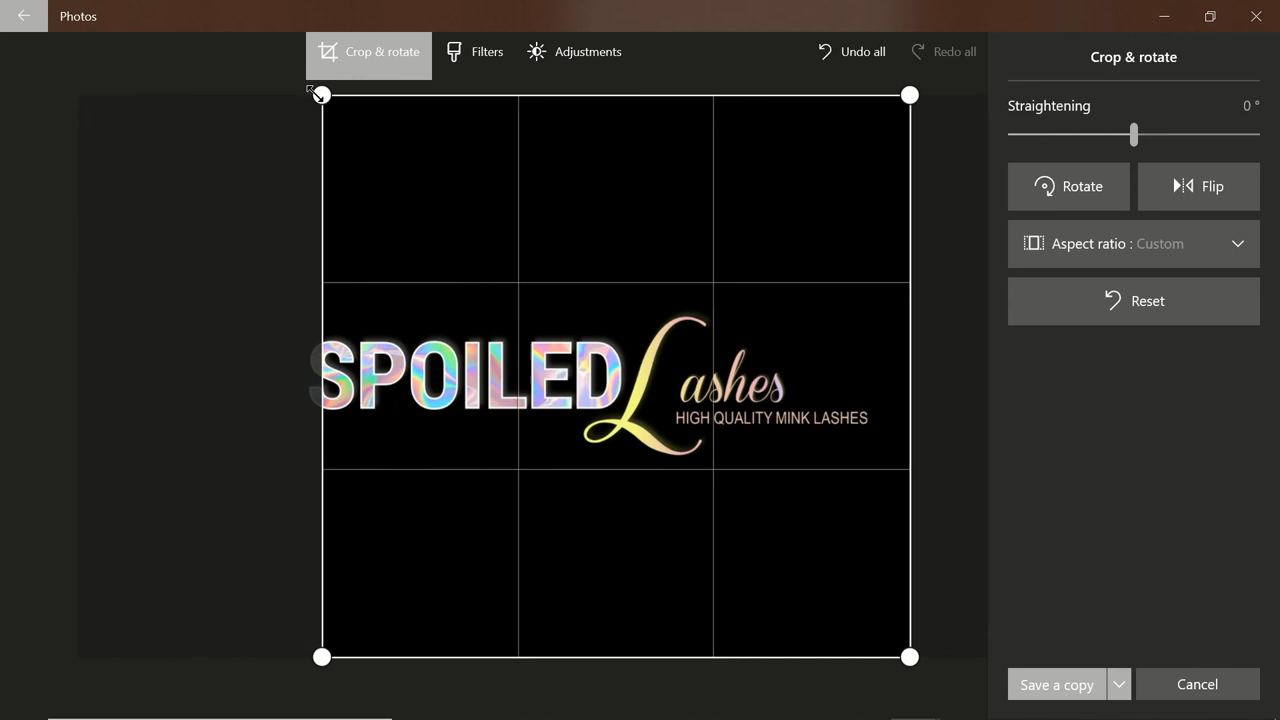 Photos
Crop & rotate
Filters
Adjustments
Undo all
Redo all
Crop & rotate
Straightening 0 °
Rotate
Flip
Aspect ratio : Custom
Reset
SPOILED Lashes
HIGH QUALITY MINK LASHES
Save a copy
Cancel